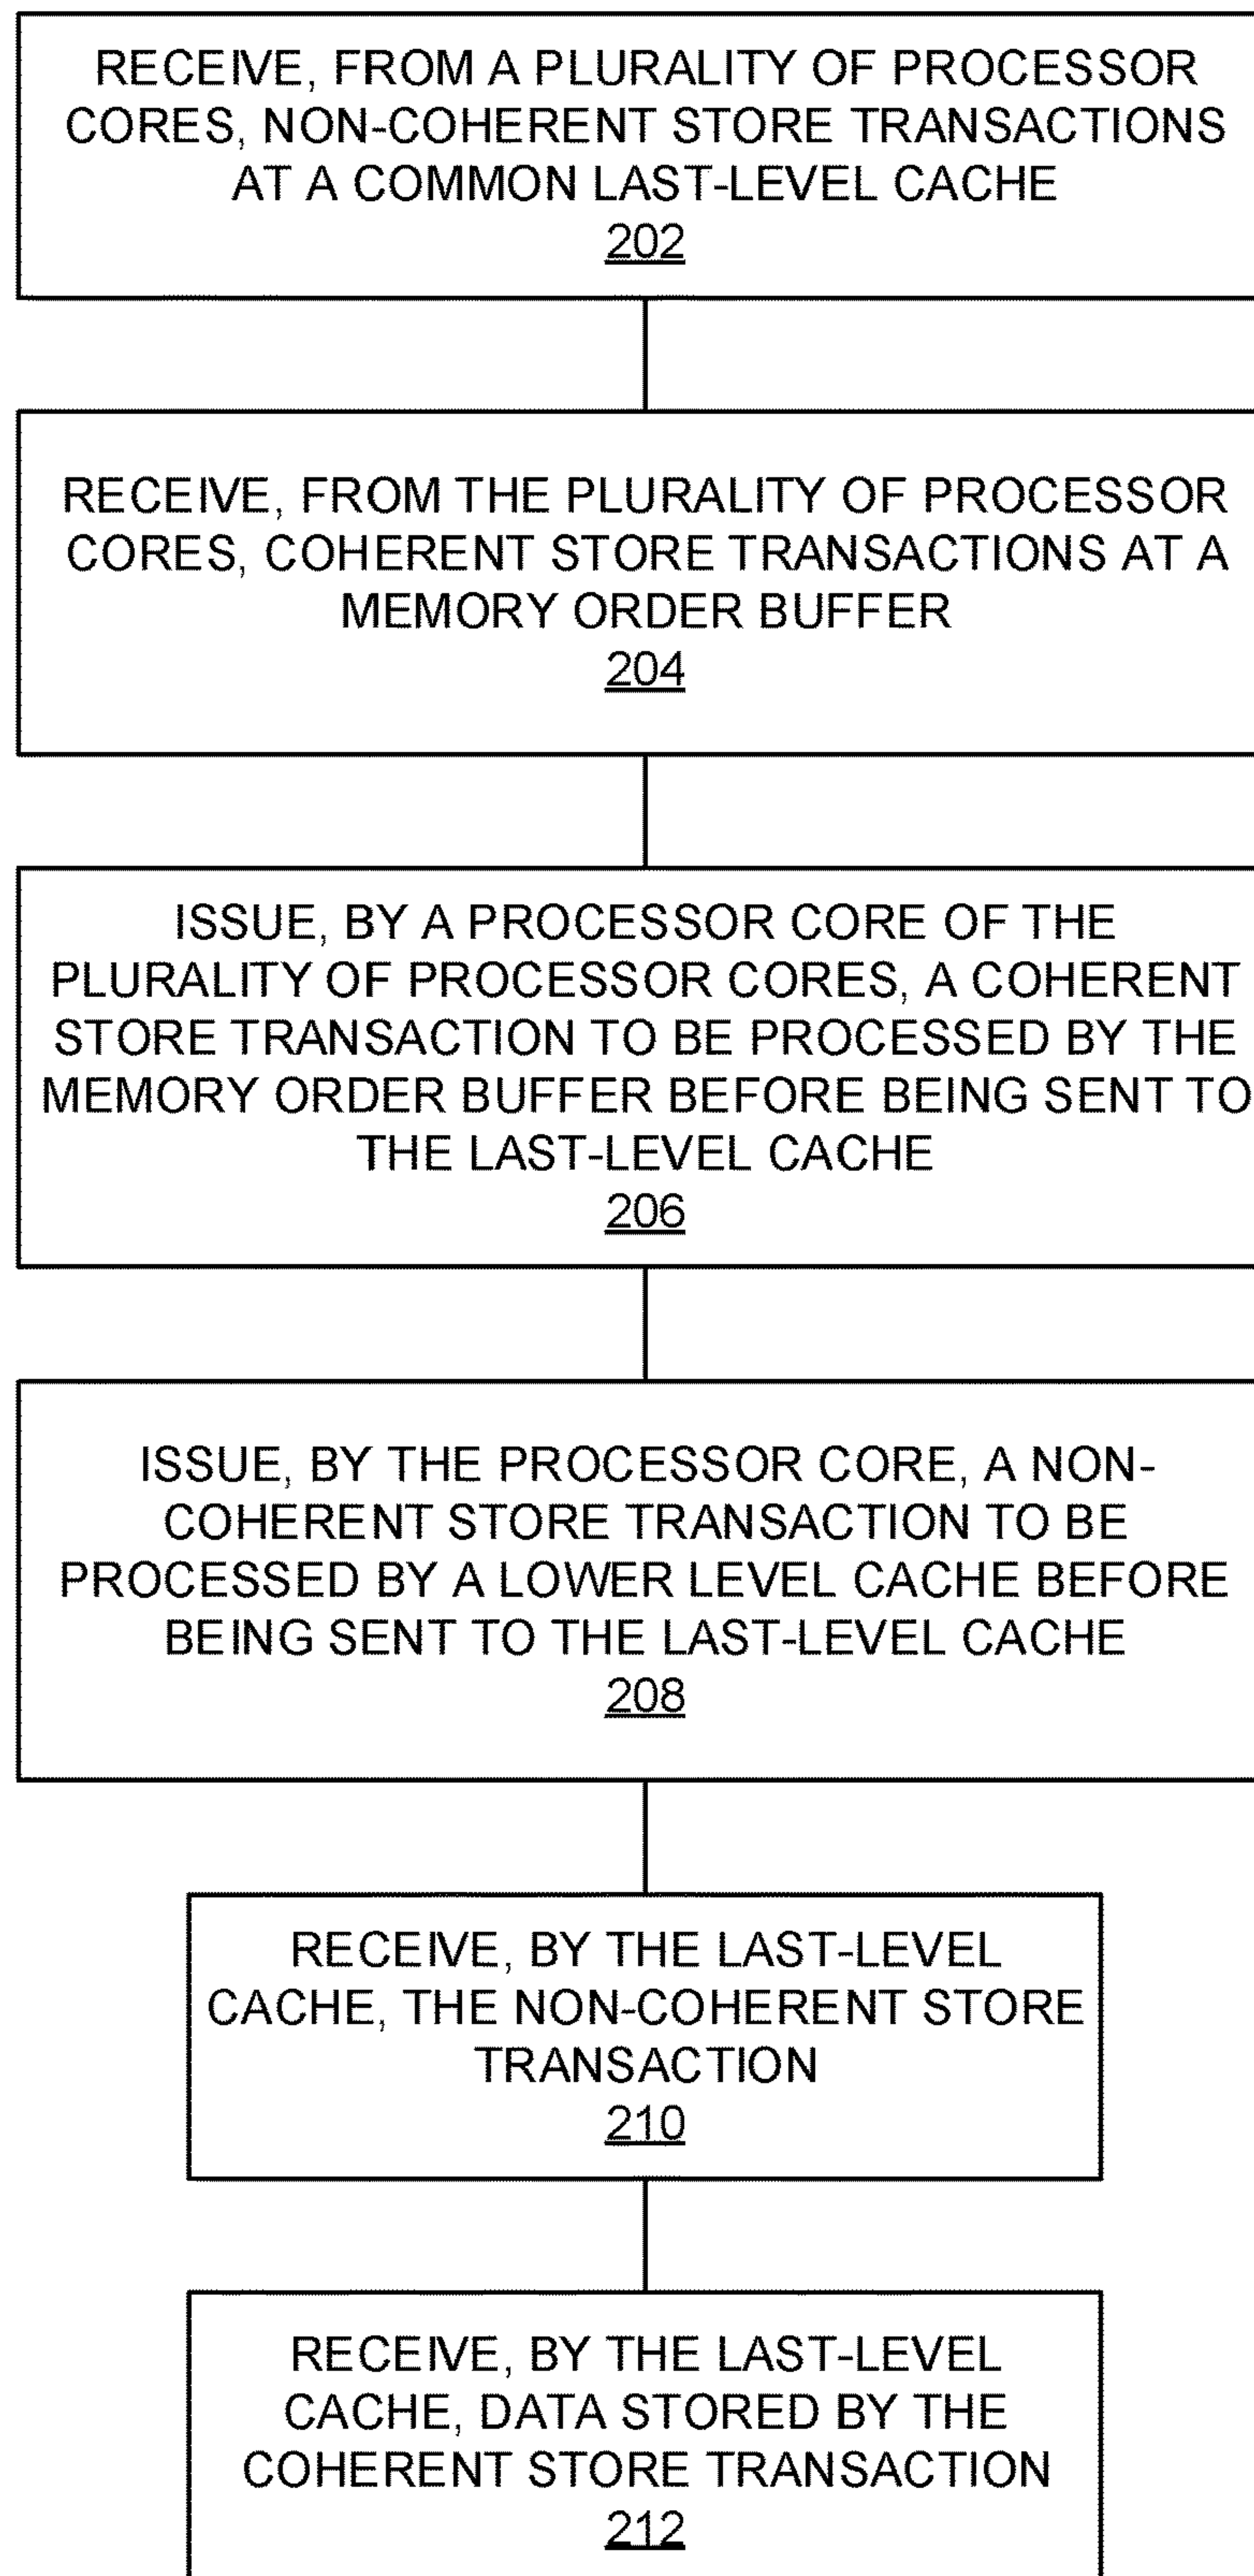 RECEIVE, FROM A PLURALITY OF PROCESSOR
CORES, NON-COHERENT STORE TRANSACTIONS
AT A COMMON LAST-LEVEL CACHE
202
RECEIVE, FROM THE PLURALITY OF PROCESSOR
CORES, COHERENT STORE TRANSACTIONS AT A
MEMORY ORDER BUFFER
204
ISSUE, BY A PROCESSOR CORE OF THE
PLURALITY OF PROCESSOR CORES, A COHERENT
STORE TRANSACTION TO BE PROCESSED BY THE
MEMORY ORDER BUFFER BEFORE BEING SENT TO
THE LAST-LEVEL CACHE
206
ISSUE, BY THE PROCESSOR CORE, A NON-
COHERENT STORE TRANSACTION TO BE
PROCESSED BY A LOWER LEVEL CACHE BEFORE
BEING SENT TO THE LAST-LEVEL CACHE
208
RECEIVE, BY THE LAST-LEVEL
CACHE, THE NON-COHERENT STORE
TRANSACTION
210
RECEIVE, BY THE LAST-LEVEL
CACHE, DATA STORED BY THE
COHERENT STORE TRANSACTION
212